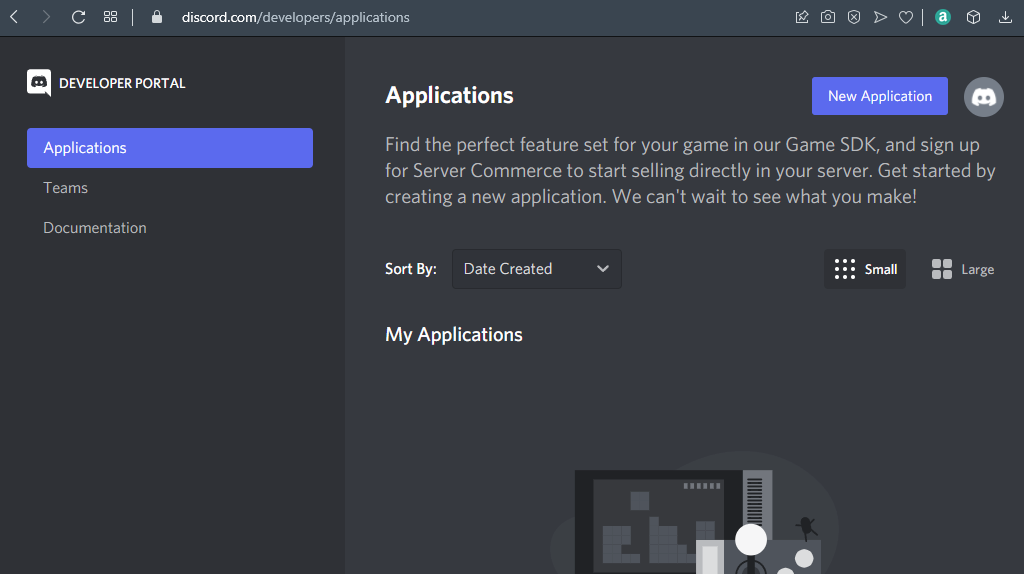 discord.com/developers/applications
a
DEVELOPER PORTAL
Applications
Teams
Documentation
Applications
New Application
Find the perfect feature set for your game in our Game SDK, and sign up
for Server Commerce to start selling directly in your server. Get started by
creating a new application. We can't wait to see what you make!
Sort By:
Date Created
Small
Large
My Applications